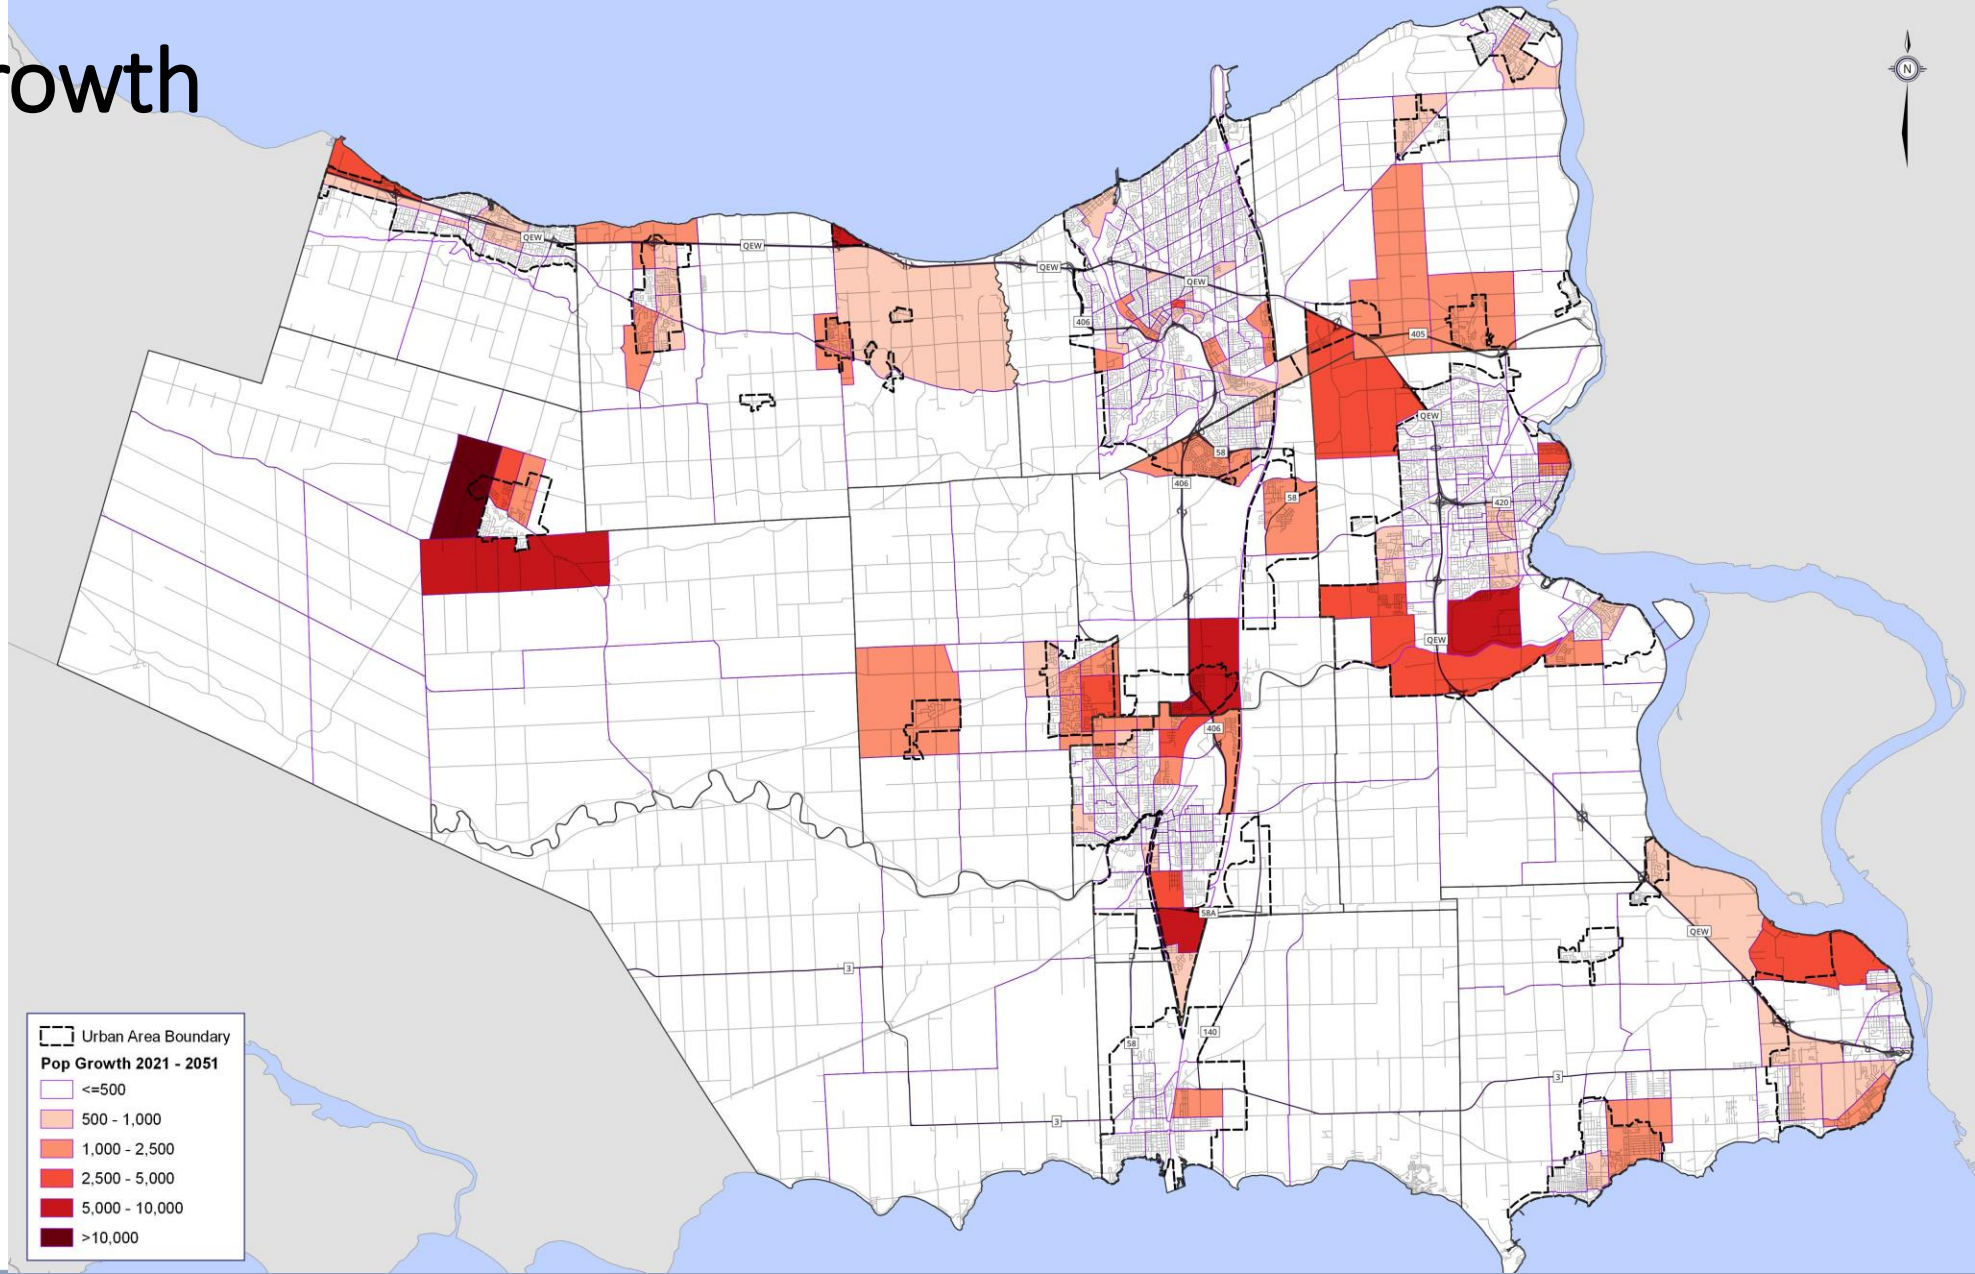 rowth
N
QEW
QEW
QEW
QEW
406
405
QEW
58
406
58
420
QEW
406
58A
QEW
3
140
58
3
3
Urban Area Boundary
Pop Growth 2021 - 2051
<=500
500 - 1,000
1,000 - 2,500
2,500 - 5,000
5,000 - 10,000
>10,000